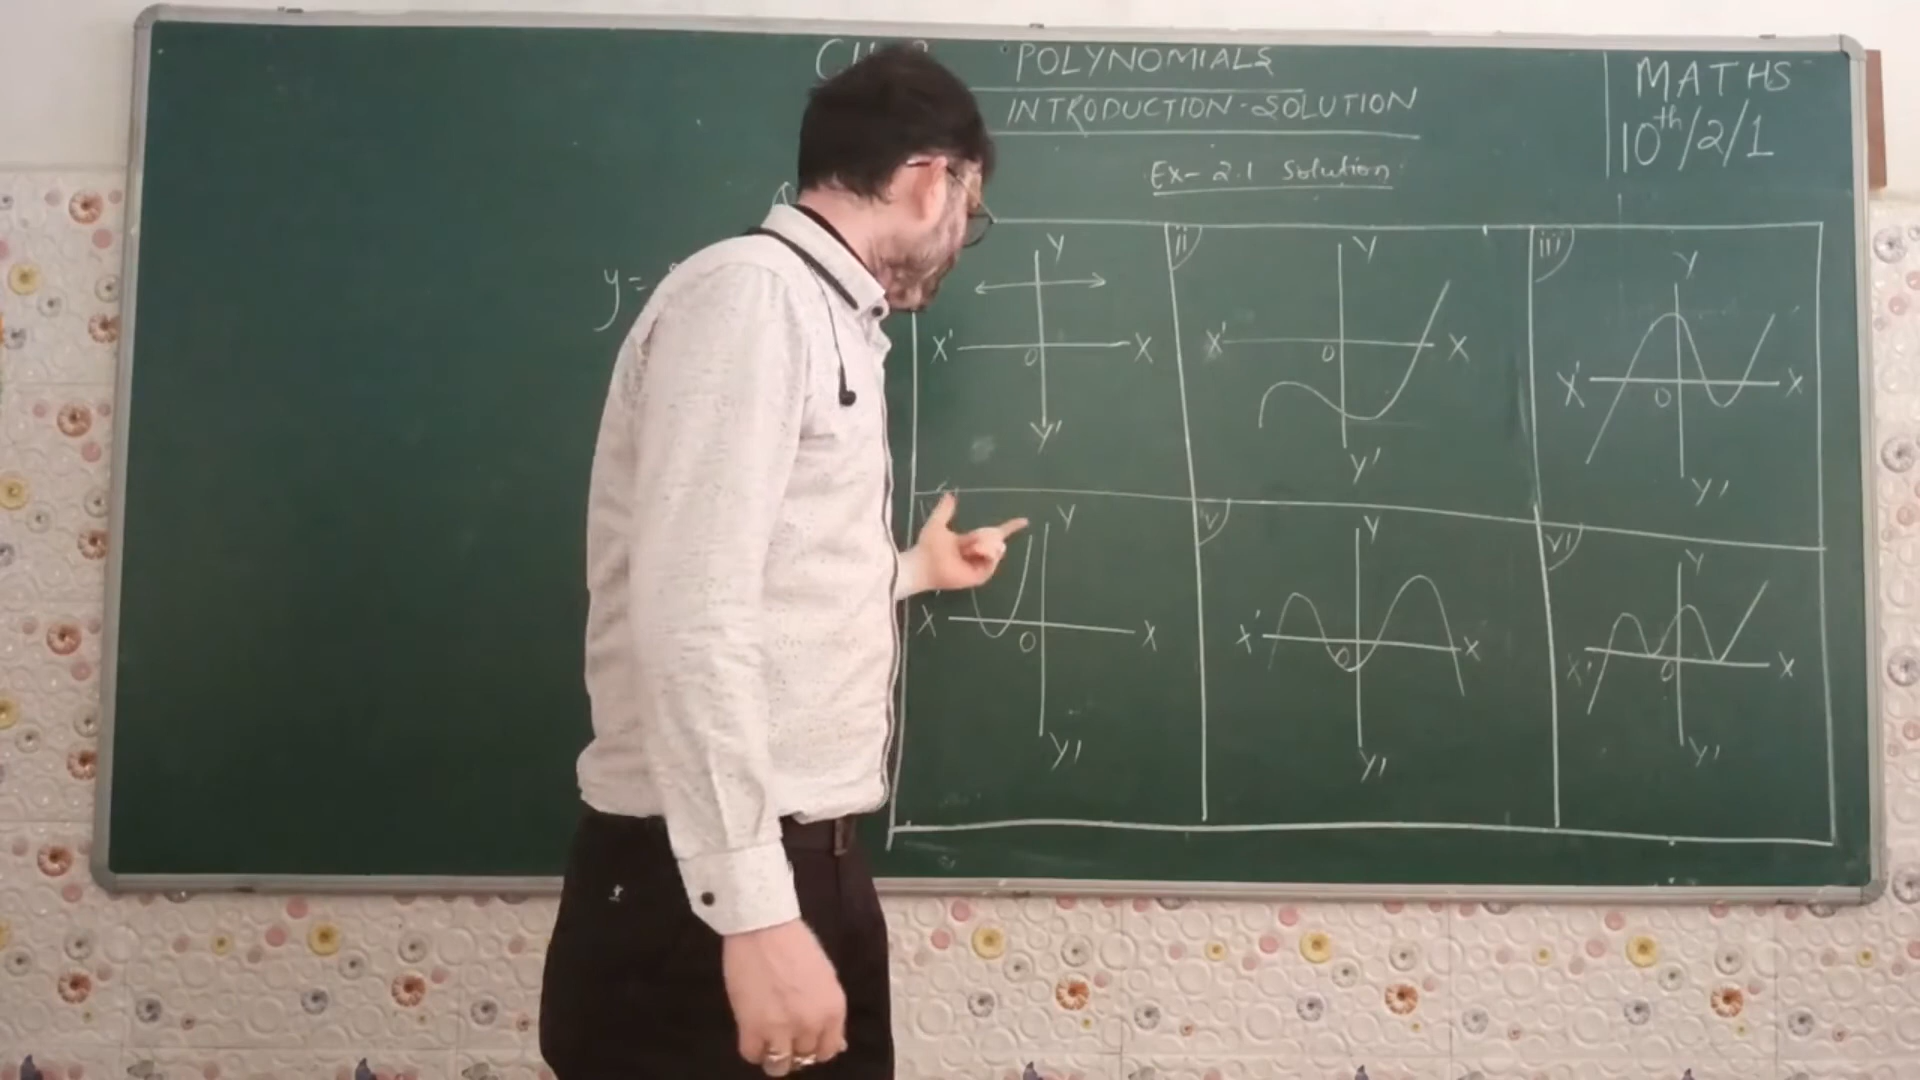 POLYNOMIALS
INTRODUCTION-SOLUTION
Ex-2.1 Solution
MATHS
10th/2/1
y=
Y
X' O X
Y'
ii
Y
X' O X
Y'
iii
Y
X' O X
Y'
Y
X' O X
Y'
v
Y
X' O X
Y'
vi
Y
X' O X
Y'